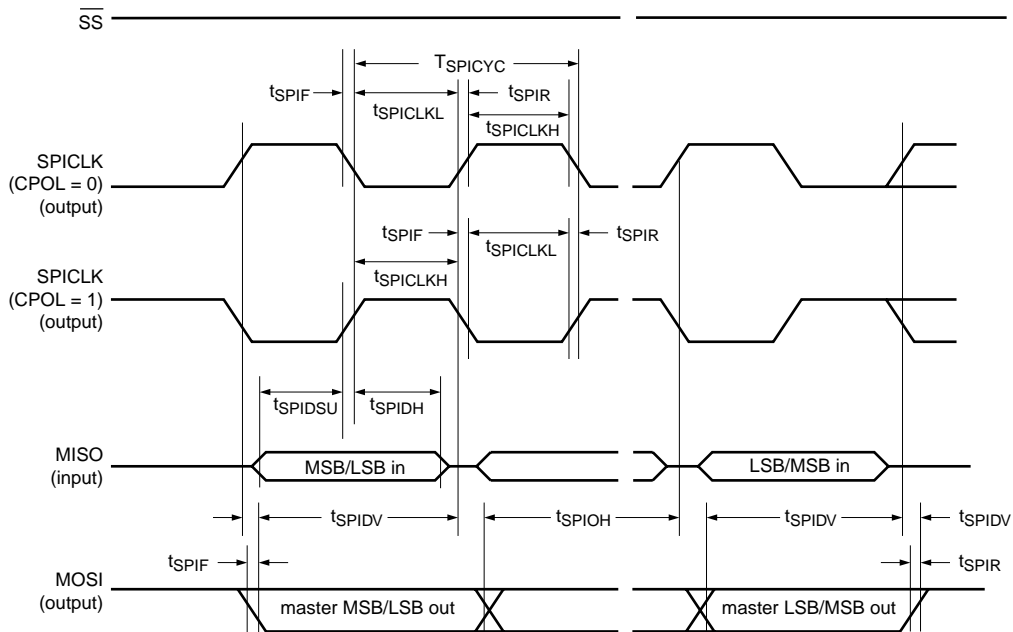 SS
TSPICYC
tSPIF
tSPICLKL
tSPIR
tSPICLKH
SPICLK
(CPOL = 0)
(output)
tSPIF
tSPICLKL
tSPIR
tSPICLKH
SPICLK
(CPOL = 1)
(output)
tSPIDSU
tSPIDH
MISO
(input)
MSB/LSB in
LSB/MSB in
tSPIDV
tSPIOH
tSPIDV
tSPIDV
tSPIF
tSPIR
MOSI
(output)
master MSB/LSB out
master LSB/MSB out